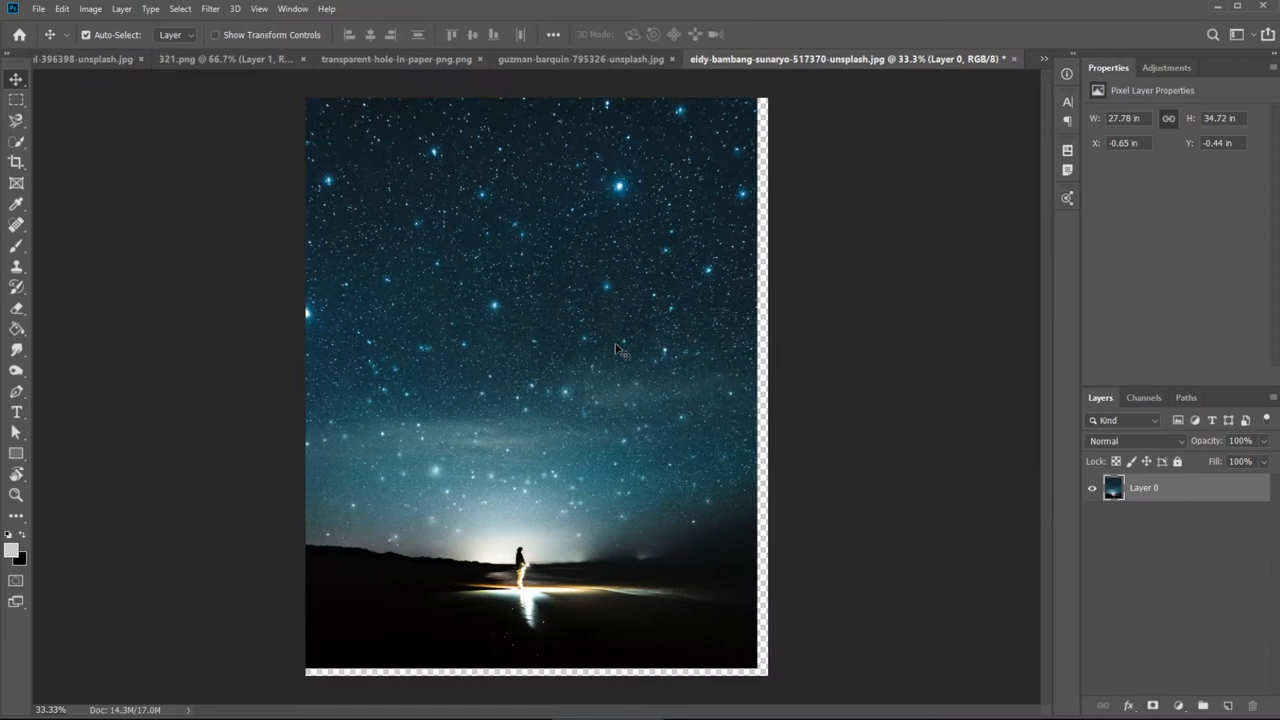 Ps File Edit Image Layer Type Select Filter 3D View Window Help
Auto-Select: Layer Show Transform Controls 3D Mode:
l-396398-unsplash.jpg × 321.png @ 66.7% (Layer 1, R... × transparent-hole-in-paper-png.png × guzman-barquin-795326-unsplash.jpg × eidy-bambang-sunaryo-517370-unsplash.jpg @ 33.3% (Layer 0, RGB/8) * ×
Properties Adjustments
Pixel Layer Properties
W: 27.78 in H: 34.72 in
X: -0.65 in Y: -0.44 in
Layers Channels Paths
Kind
Normal Opacity: 100%
Lock: Fill: 100%
Layer 0
33.33% Doc: 14.3M/17.0M